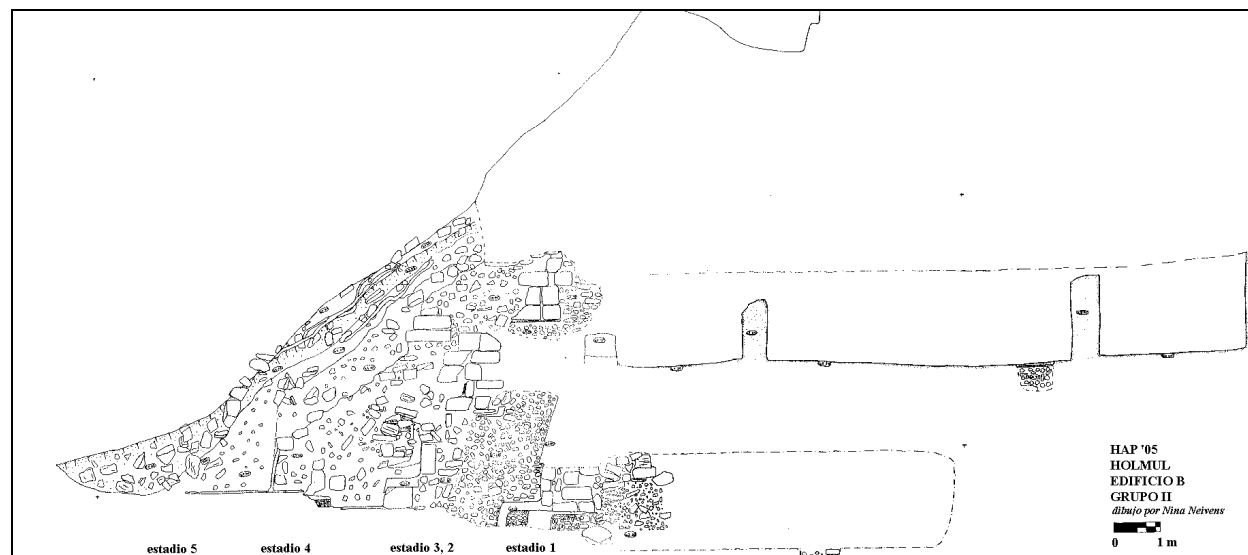 HAP '05
HOLMUL
EDIFICIO B
GRUPO II
dibujo por Nina Neivens
0 1 m
estadio 5 estadio 4 estadio 3, 2 estadio 1